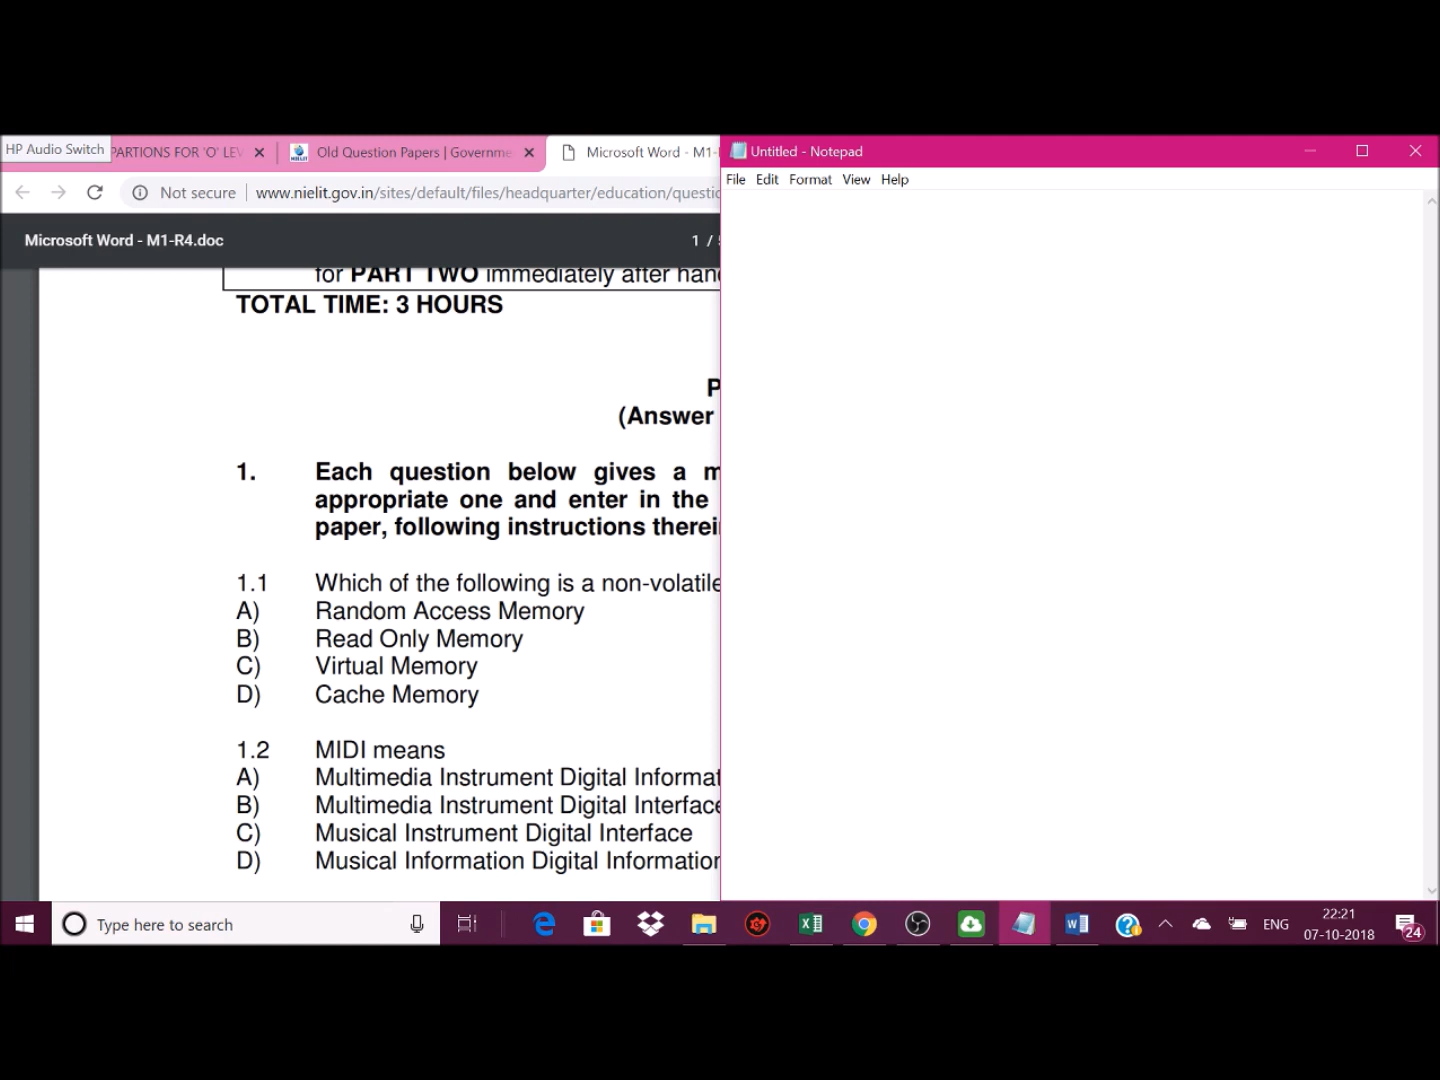 HP Audio Switch
PARTIONS FOR 'O' LEV
Old Question Papers | Governme
Microsoft Word - M1-
Untitled - Notepad
File Edit Format View Help
Not secure
www.nielit.gov.in/sites/default/files/headquarter/education/questio
Microsoft Word - M1-R4.doc
1 / 5
for PART TWO immediately after hand
TOTAL TIME: 3 HOURS
P
(Answer
1. Each question below gives a m
appropriate one and enter in the
paper, following instructions therei
1.1 Which of the following is a non-volatile
A) Random Access Memory
B) Read Only Memory
C) Virtual Memory
D) Cache Memory
1.2 MIDI means
A) Multimedia Instrument Digital Informat
B) Multimedia Instrument Digital Interface
C) Musical Instrument Digital Interface
D) Musical Information Digital Information
Type here to search
ENG
22:21
07-10-2018
24